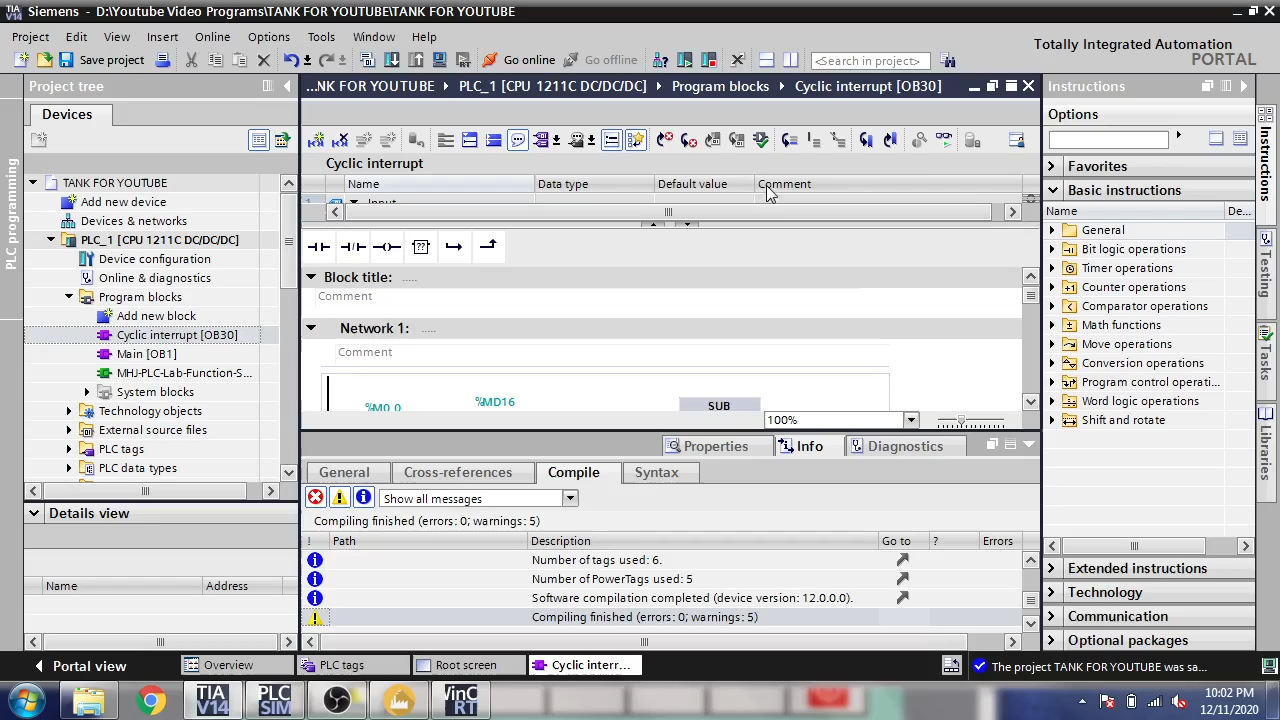 TIA V14
Siemens - D:\Youtube Video Programs\TANK FOR YOUTUBE\TANK FOR YOUTUBE
Project Edit View Insert Online Options Tools Window Help
Totally Integrated Automation
PORTAL
Save project
Go online
Go offline
<Search in project>
Project tree
Devices
PLC programming
TANK FOR YOUTUBE
Add new device
Devices & networks
PLC_1 [CPU 1211C DC/DC/DC]
Device configuration
Online & diagnostics
Program blocks
Add new block
Cyclic interrupt [OB30]
Main [OB1]
MHJ-PLC-Lab-Function-S...
System blocks
Technology objects
External source files
PLC tags
PLC data types
Details view
Name Address
...NK FOR YOUTUBE PLC_1 [CPU 1211C DC/DC/DC] Program blocks Cyclic interrupt [OB30]
Cyclic interrupt
Name Data type Default value Comment
1 Input
??
Block title: .....
Comment
Network 1: .....
Comment
%M0.0 %MD16 SUB
100%
Properties Info Diagnostics
General Cross-references Compile Syntax
Show all messages
Compiling finished (errors: 0; warnings: 5)
! Path Description Go to ? Errors
Number of tags used: 6.
Number of PowerTags used: 5
Software compilation completed (device version: 12.0.0.0).
Compiling finished (errors: 0; warnings: 5)
Instructions
Options
Favorites
Basic instructions
Name De...
General
Bit logic operations
Timer operations
Counter operations
Comparator operations
Math functions
Move operations
Conversion operations
Program control operati...
Word logic operations
Shift and rotate
Extended instructions
Technology
Communication
Optional packages
Instructions
Testing
Tasks
Libraries
Portal view
Overview
PLC tags
Root screen
Cyclic interr...
The project TANK FOR YOUTUBE was sa...
TIA V14
PLC SIM
WinC RT
10:02 PM
12/11/2020